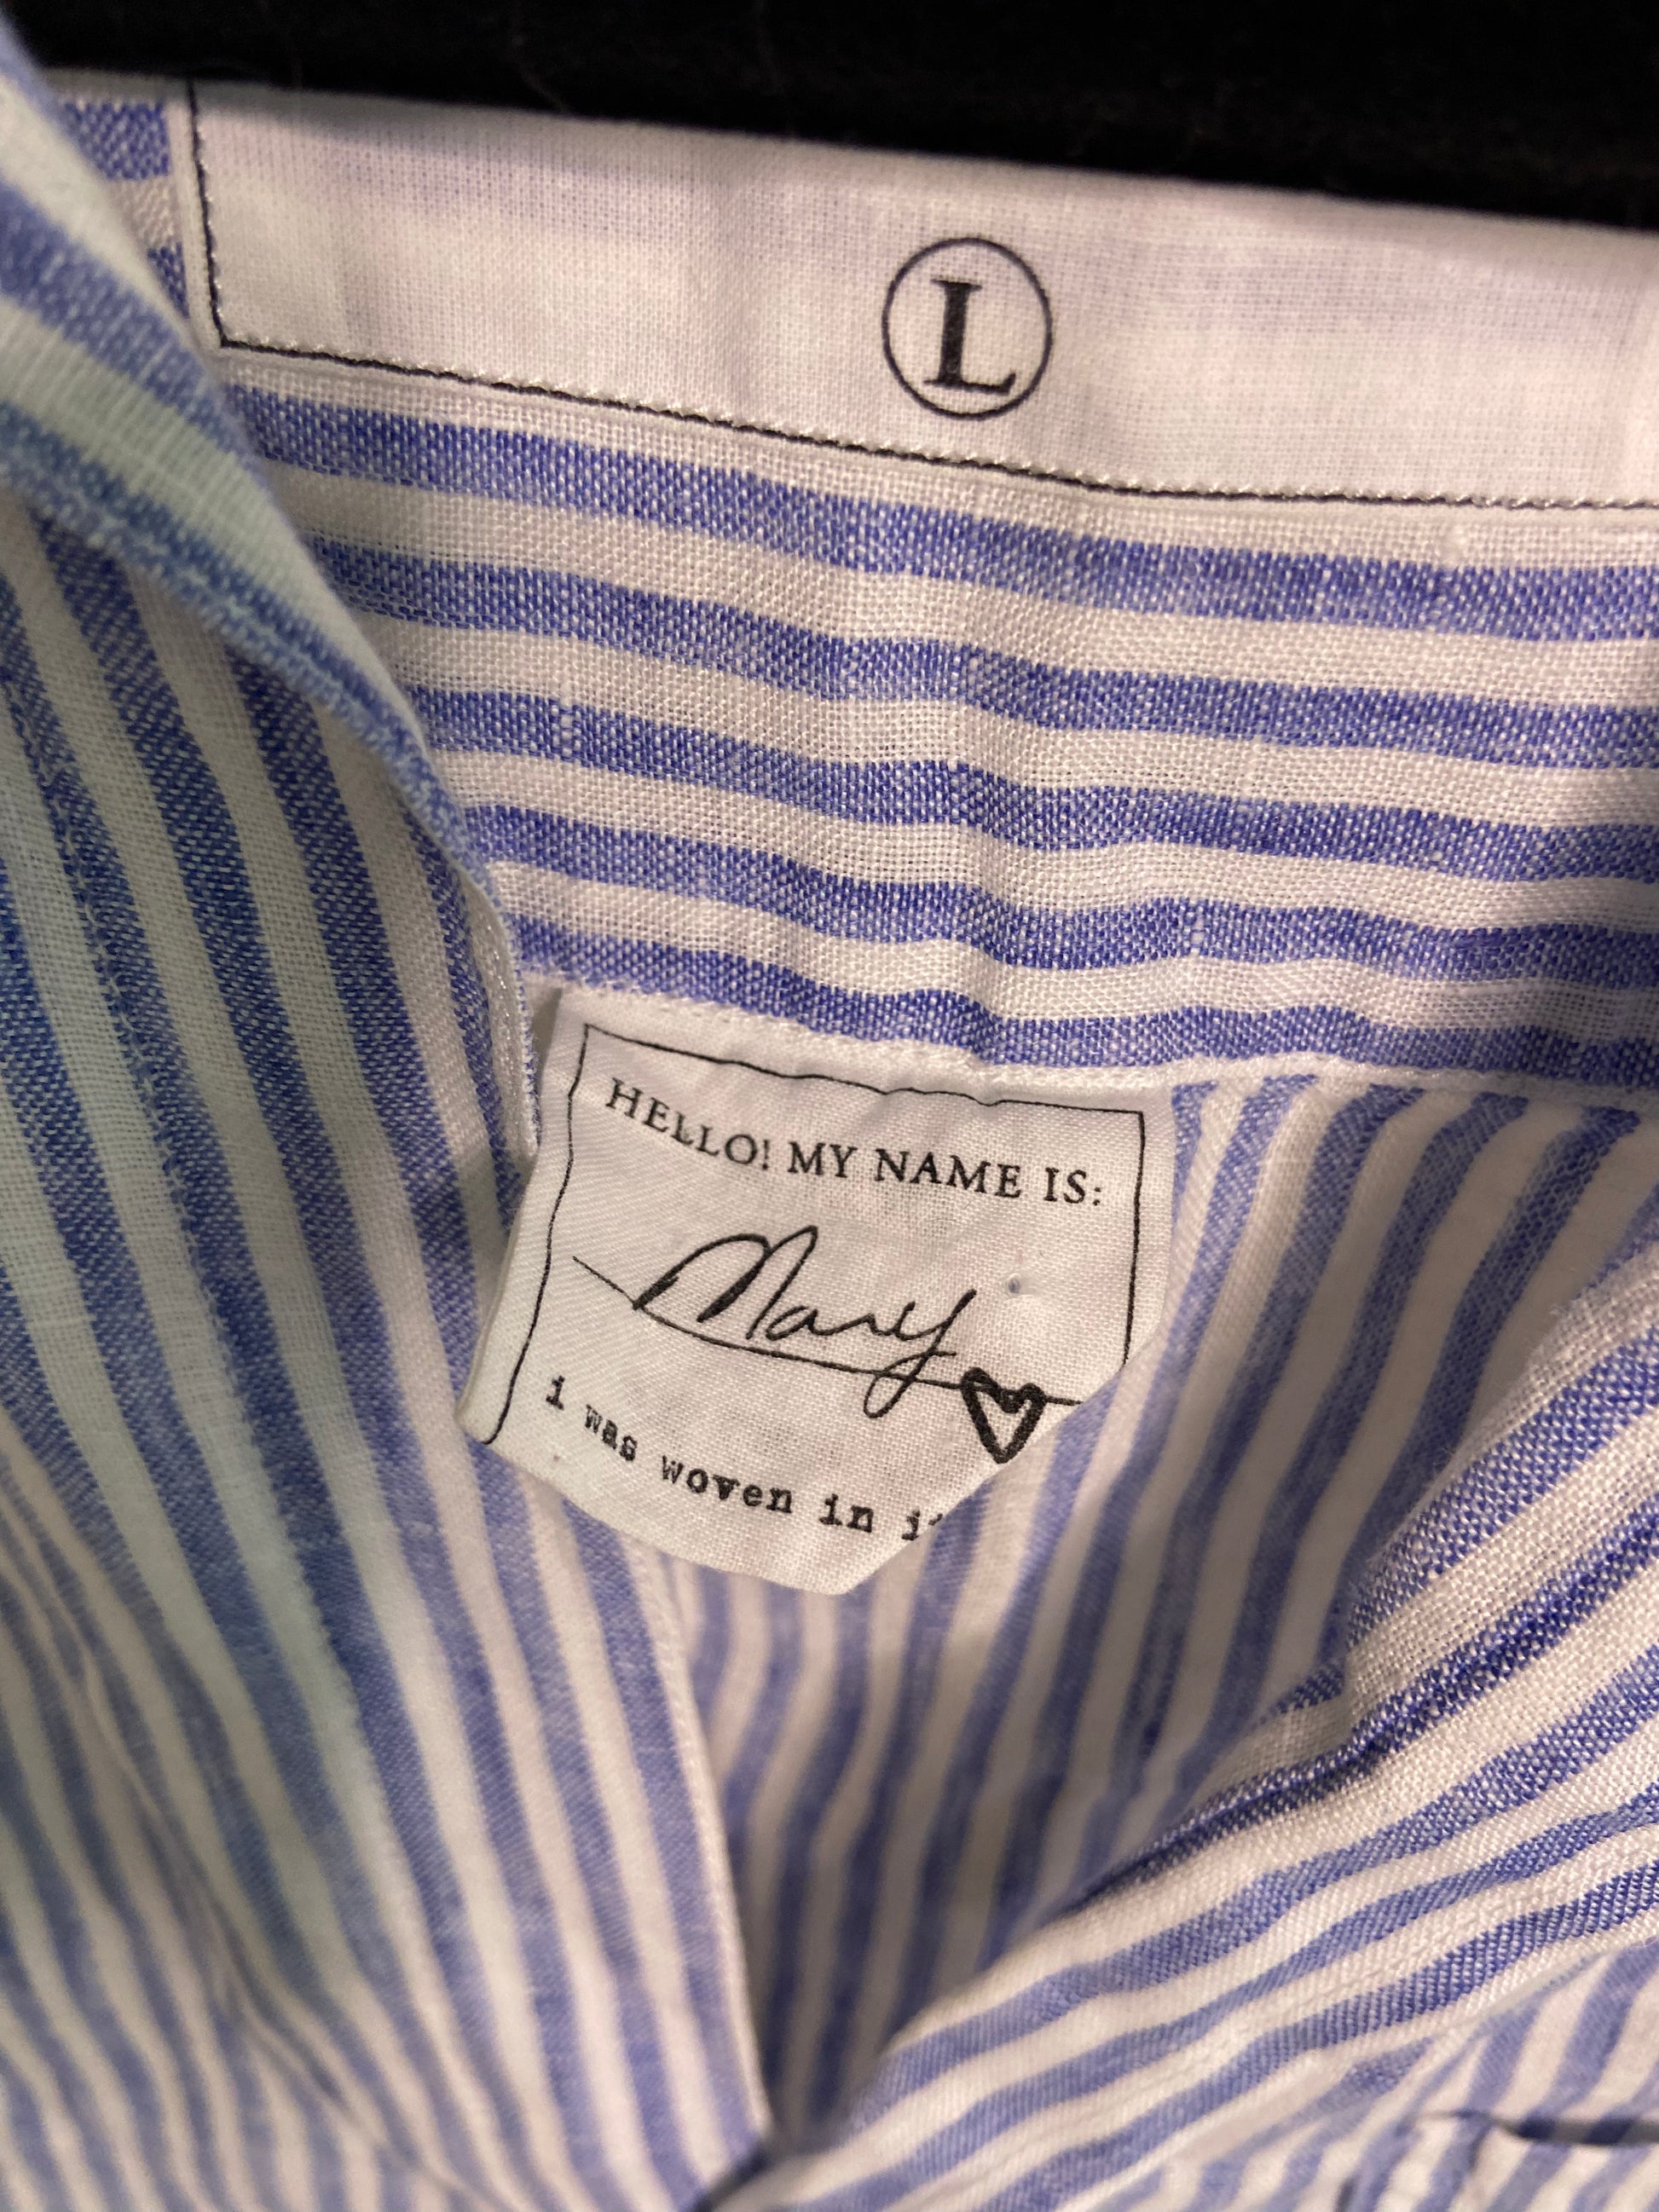 L
HELLO! MY NAME IS:
Mary
i was woven in